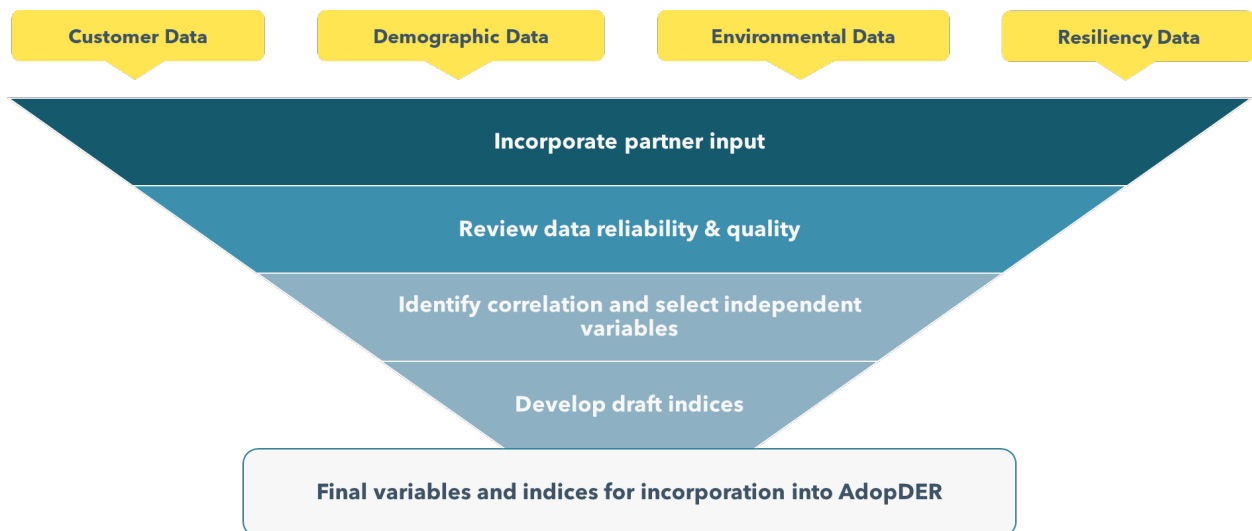 Customer Data
Demographic Data
Environmental Data
Resiliency Data
Incorporate partner input
Review data reliability & quality
Identify correlation and select independent
variables
Develop draft indices
Final variables and indices for incorporation into AdopDER